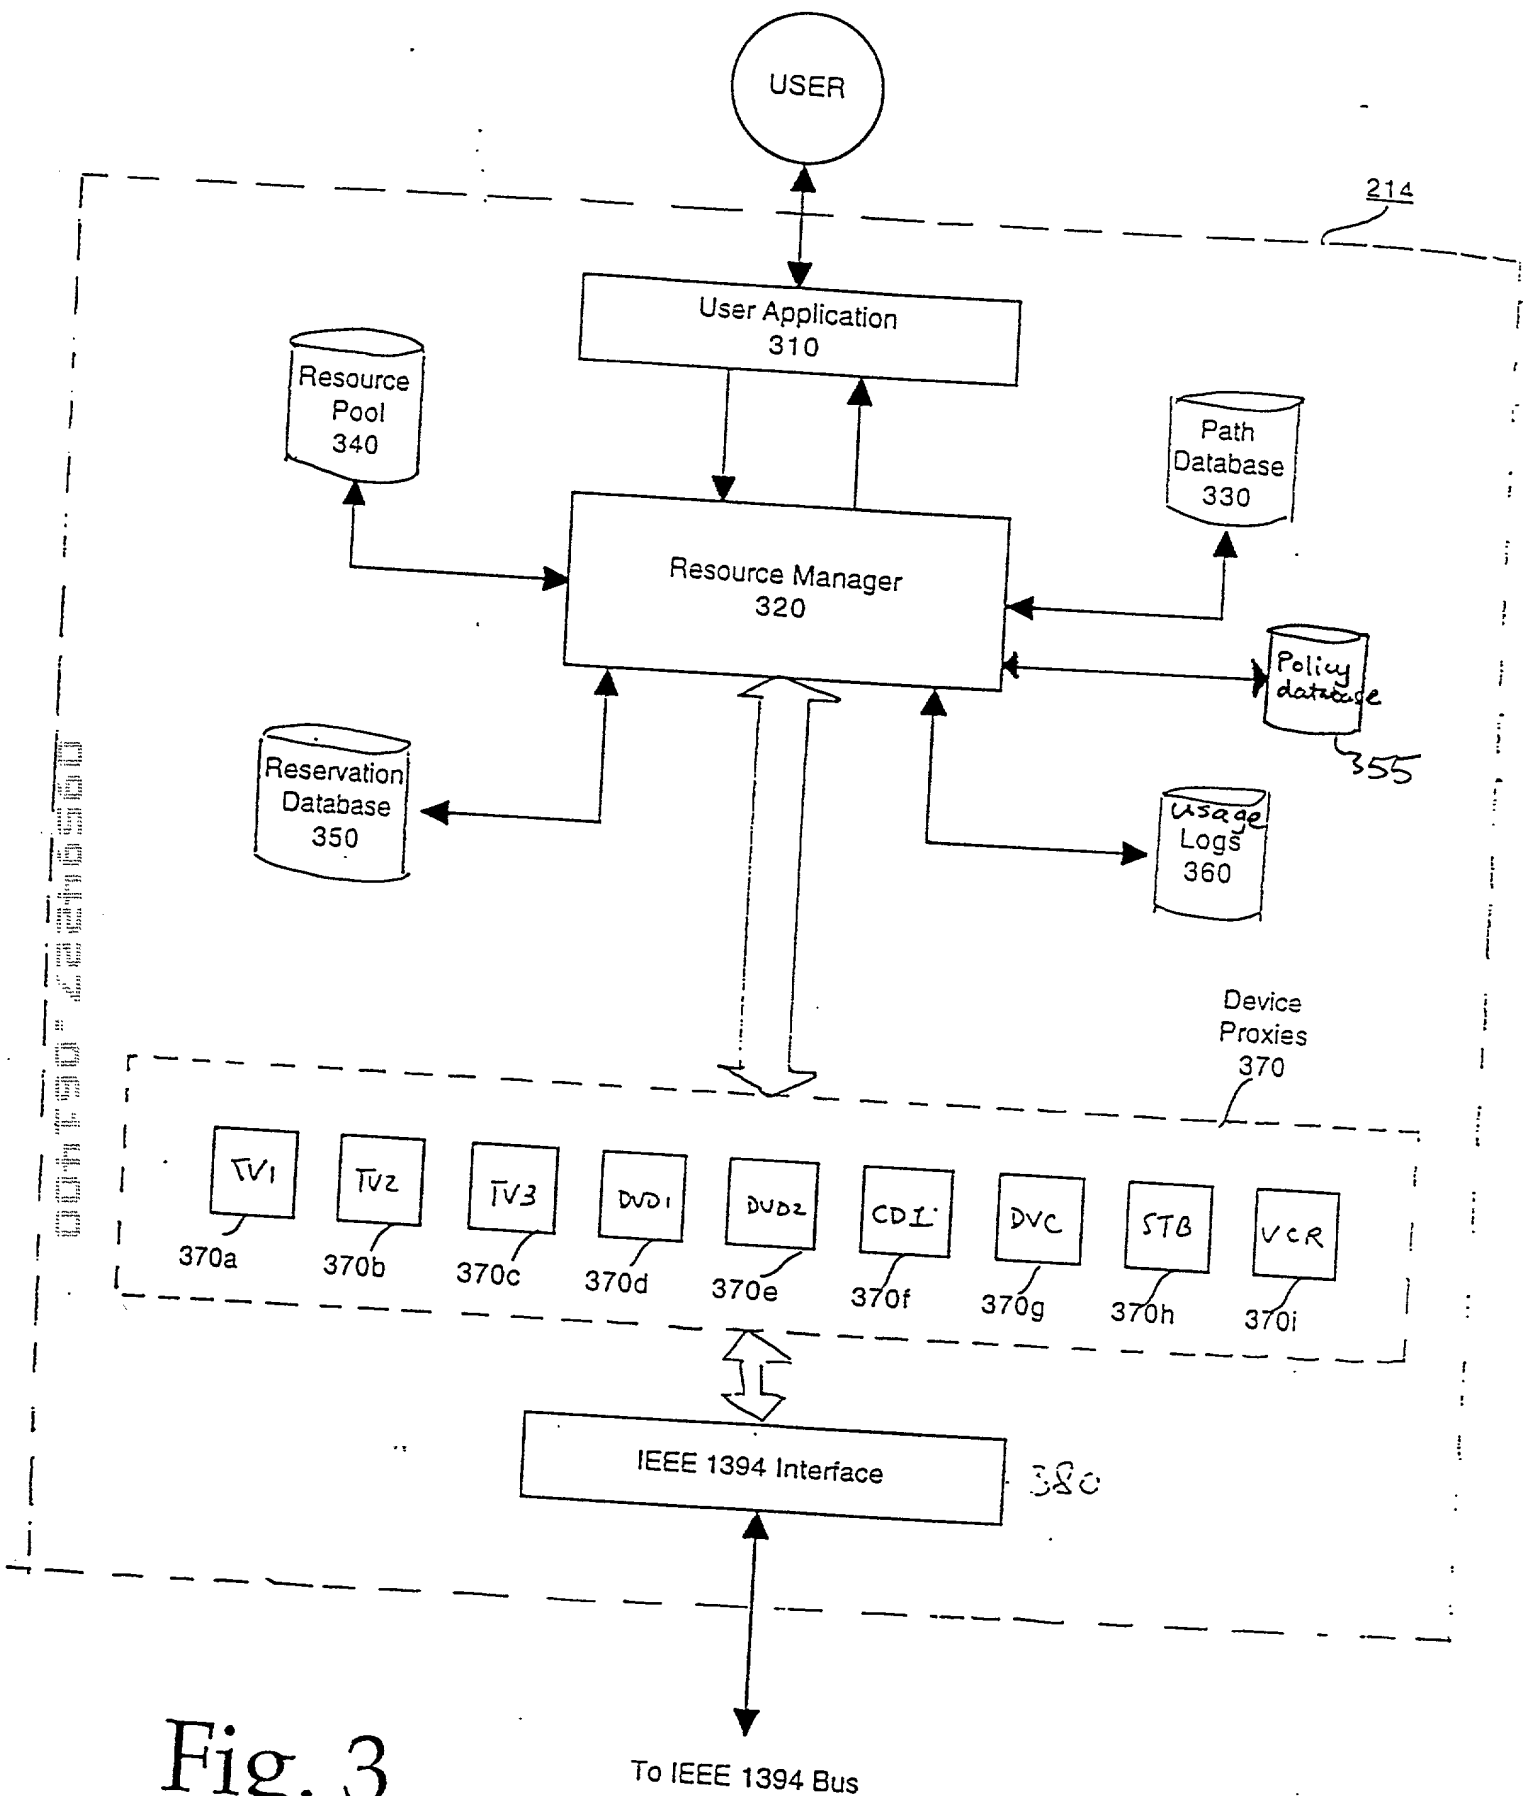 USER
214
User Application
310
Resource
Pool
340
Path
Database
330
Resource Manager
320
Policy
database
355
Reservation
Database
350
usage
Logs
360
Device
Proxies
370
TV1
TV2
TV3
DVD1
DVD2
CD1
DVC
STB
VCR
370a
370b
370c
370d
370e
370f
370g
370h
370i
IEEE 1394 Interface
380
To IEEE 1394 Bus
Fig. 3